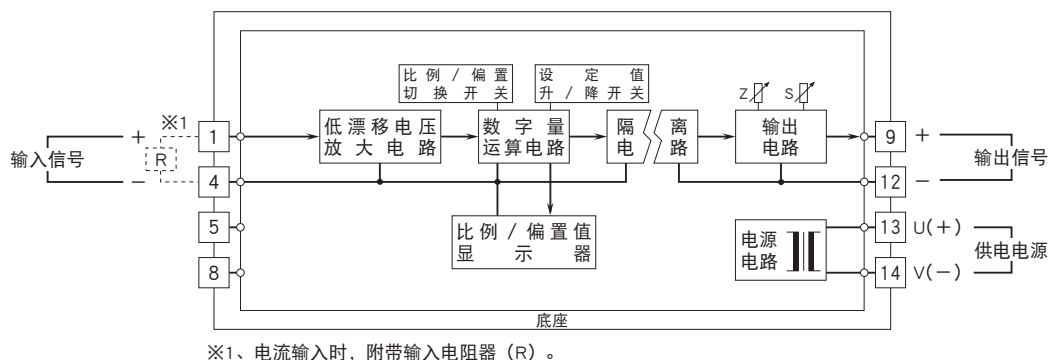 比例 / 偏置
切换开关
设定值
升 / 降开关
Z
S
※1
+
R
−
输入信号
1
4
5
8
低漂移电压
放大电路
数字量
运算电路
隔离
电路
输出
电路
9
+
12
−
输出信号
比例 / 偏置值
显示器
电源
电路
13
U(+)
14
V(−)
供电电源
底座
※1、电流输入时，附带输入电阻器（R）。